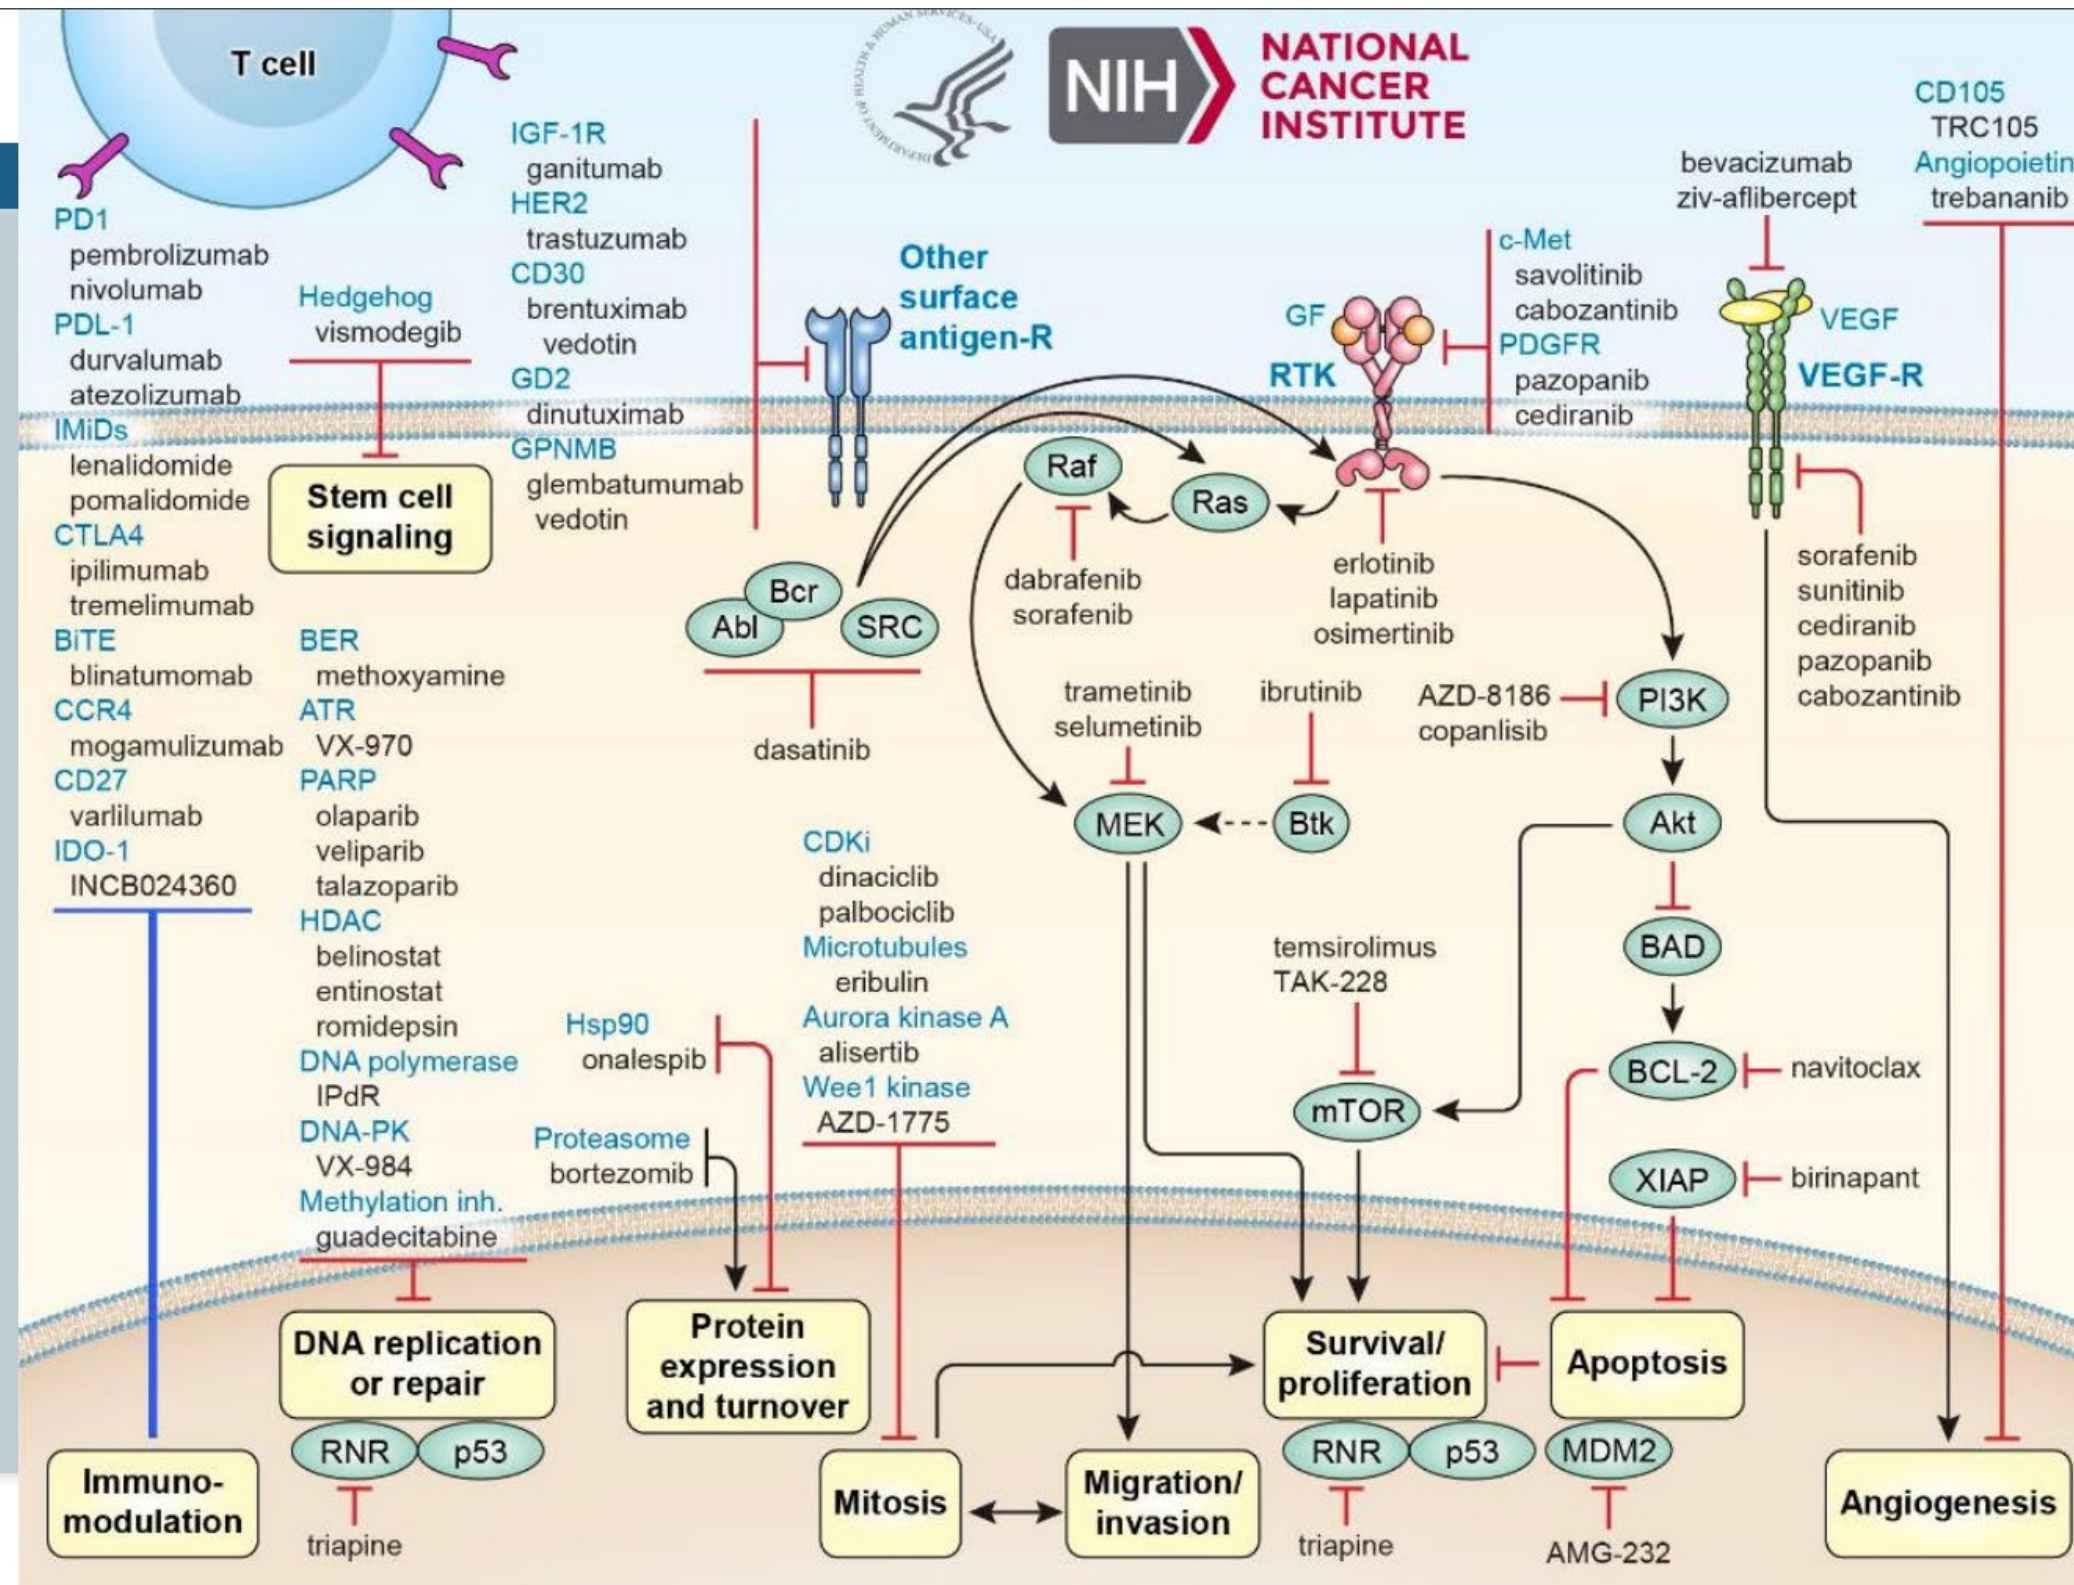 T cell
DEPARTMENT OF HEALTH & HUMAN SERVICES-USA
NIH
NATIONAL
CANCER
INSTITUTE
PD1
pembrolizumab
nivolumab
PDL-1
durvalumab
atezolizumab
IMiDs
lenalidomide
pomalidomide
CTLA4
ipilimumab
tremelimumab
BiTE
blinatumomab
CCR4
mogamulizumab
CD27
varlilumab
IDO-1
INCB024360
Immuno-
modulation
Hedgehog
vismodegib
Stem cell
signaling
BER
methoxyamine
ATR
VX-970
PARP
olaparib
veliparib
talazoparib
HDAC
belinostat
entinostat
romidepsin
DNA polymerase
IPdR
DNA-PK
VX-984
Methylation inh.
guadecitabine
DNA replication
or repair
RNR
p53
triapine
IGF-1R
ganitumab
HER2
trastuzumab
CD30
brentuximab
vedotin
GD2
dinutuximab
GPNMB
glembatumumab
vedotin
Other
surface
antigen-R
Bcr
Abl
SRC
dasatinib
Hsp90
onalespib
Proteasome
bortezomib
Protein
expression
and turnover
CDKi
dinaciclib
palbociclib
Microtubules
eribulin
Aurora kinase A
alisertib
Wee1 kinase
AZD-1775
Mitosis
GF
RTK
c-Met
savolitinib
cabozantinib
PDGFR
pazopanib
cediranib
Raf
Ras
dabrafenib
sorafenib
erlotinib
lapatinib
osimertinib
trametinib
selumetinib
ibrutinib
MEK
Btk
AZD-8186
copanlisib
PI3K
Akt
BAD
BCL-2
navitoclax
XIAP
birinapant
temsirolimus
TAK-228
mTOR
Migration/
invasion
Survival/
proliferation
RNR
p53
triapine
Apoptosis
MDM2
AMG-232
bevacizumab
ziv-aflibercept
VEGF
VEGF-R
sorafenib
sunitinib
cediranib
pazopanib
cabozantinib
CD105
TRC105
Angiopoietin
trebananib
Angiogenesis